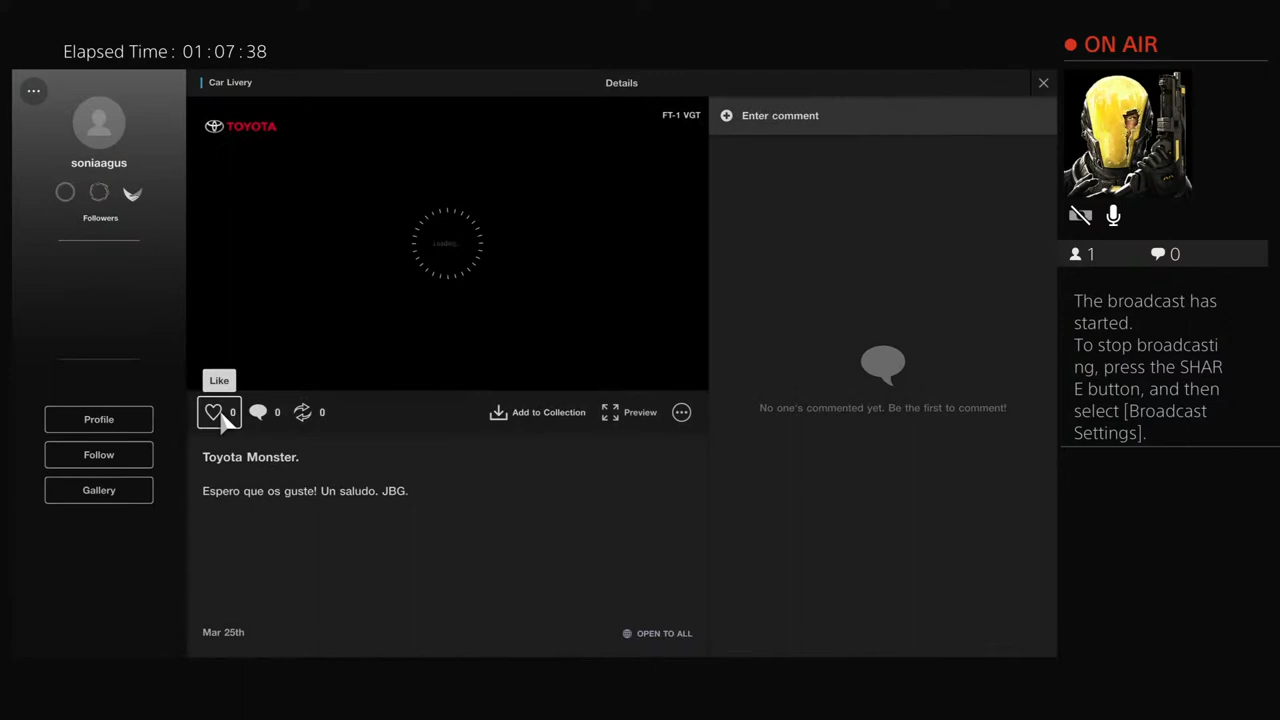 Elapsed Time: 01:07:38
ON AIR
Car Livery
Details
TOYOTA
FT-1 VGT
Enter comment
soniaagus
Followers
Loading...
1
0
The broadcast has
started.
To stop broadcasti
ng, press the SHAR
E button, and then
select [Broadcast
Settings].
Like
0
0
0
Add to Collection
Preview
No one's commented yet. Be the first to comment!
Profile
Follow
Gallery
Toyota Monster.
Espero que os guste! Un saludo. JBG.
Mar 25th
OPEN TO ALL